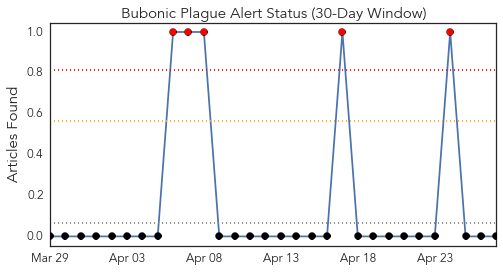 Bubonic Plague Alert Status (30-Day Window)
Articles Found
1.0
0.8
0.6
0.4
0.2
0.0
Mar 29 Apr 03 Apr 08 Apr 13 Apr 18 Apr 23